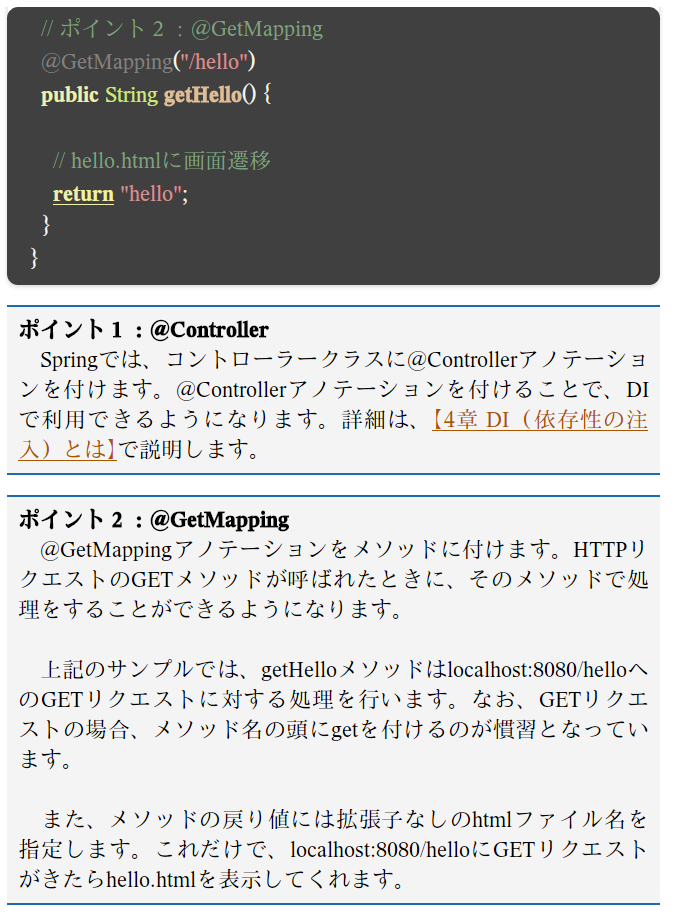 // ポイント２：@GetMapping
@GetMapping("/hello")
public String getHello() {
// hello.htmlに画面遷移
return "hello";
}
}
ポイント１：@Controller
Springでは、コントローラークラスに@Controllerアノテーショ
ンを付けます。@Controllerアノテーションを付けることで、DI
で利用できるようになります。詳細は、【4章 DI（依存性の注
入）とは】で説明します。
ポイント２：@GetMapping
@GetMappingアノテーションをメソッドに付けます。HTTPリ
クエストのGETメソッドが呼ばれたときに、そのメソッドで処
理をすることができるようになります。
上記のサンプルでは、getHelloメソッドはlocalhost:8080/helloへ
のGETリクエストに対する処理を行います。なお、GETリクエ
ストの場合、メソッド名の頭にgetを付けるのが慣習となってい
ます。
また、メソッドの戻り値には拡張子なしのhtmlファイル名を
指定します。これだけで、localhost:8080/helloにGETリクエスト
がきたらhello.htmlを表示してくれます。